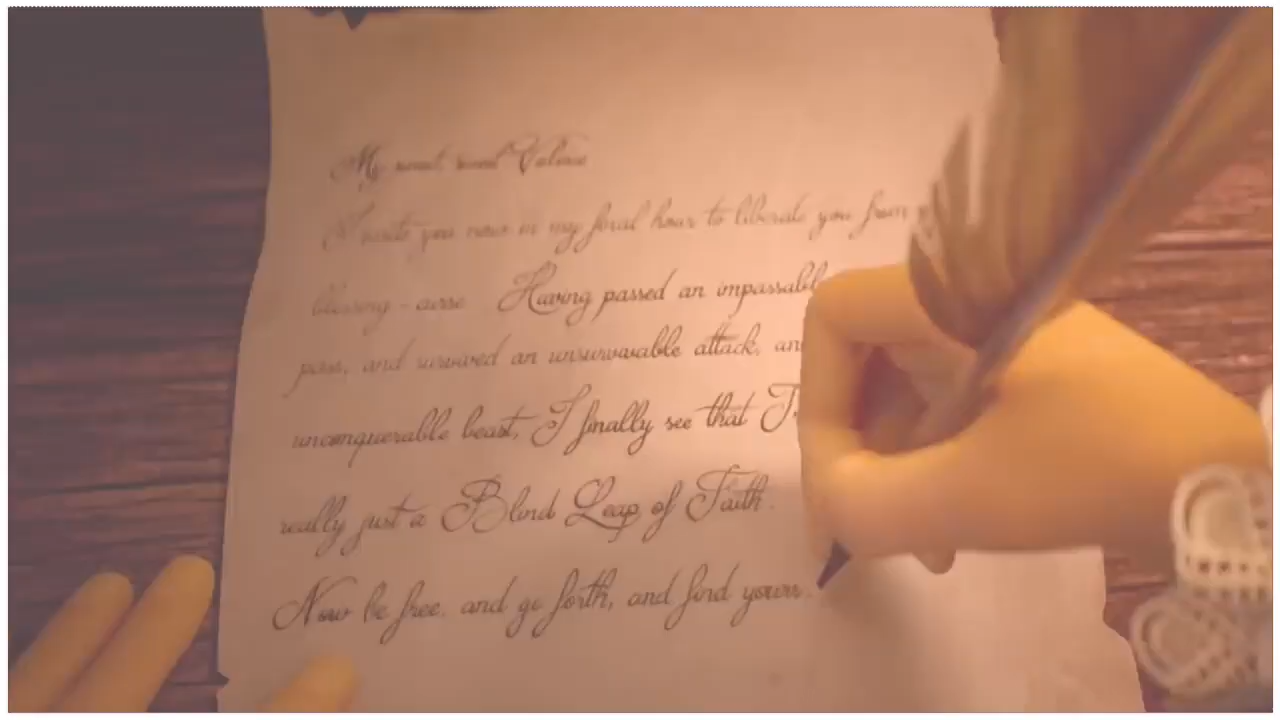 My sweet, sweet Valerie
I write you now in my final hour to liberate you from
blessing - curse. Having passed an impassable
pass, and survived an unsurvivable attack, an
unconquerable beast, I finally see that T
really just a Blind Leap of Faith.
Now be free, and go forth, and find yours.